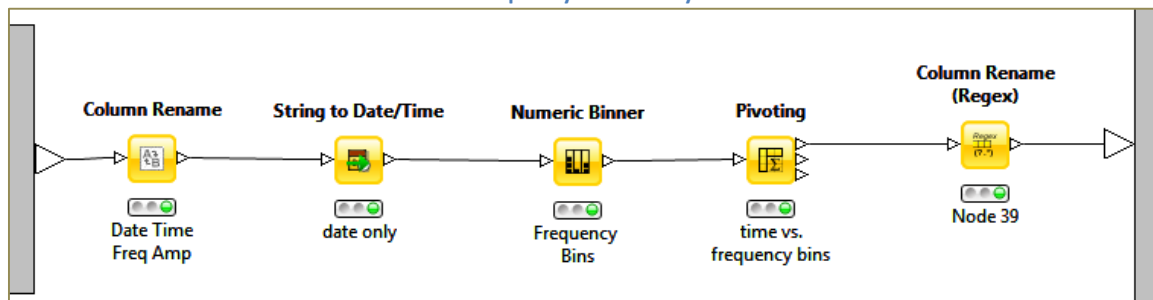 Column Rename
String to Date/Time
Numeric Binner
Pivoting
Column Rename
(Regex)
Regex
(?.*)
Date Time
Freq Amp
date only
Frequency
Bins
time vs.
frequency bins
Node 39